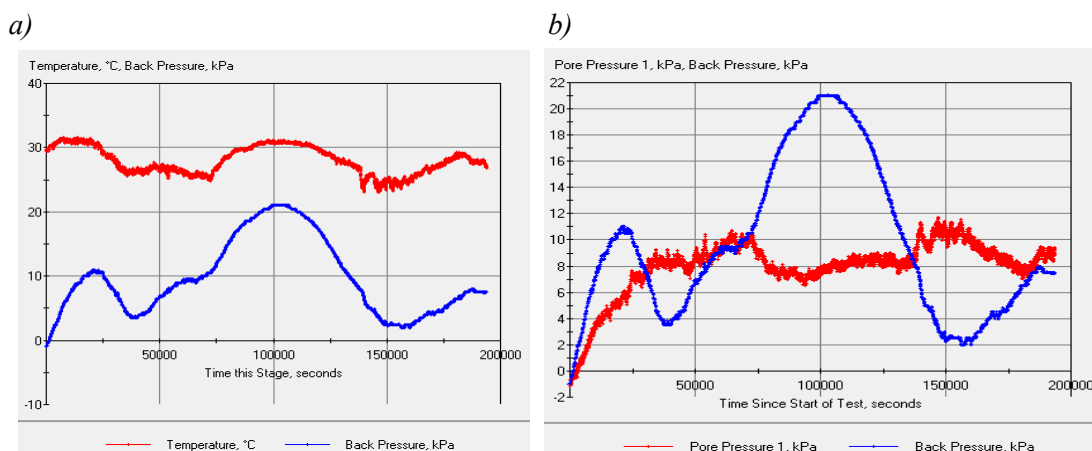 a)
Temperature, °C, Back Pressure, kPa
40
30
20
10
0
-10
50000 100000 150000 200000
Time this Stage, seconds
Temperature, °C Back Pressure, kPa
b)
Pore Pressure 1, kPa, Back Pressure, kPa
22
20
18
16
14
12
10
8
6
4
2
0
-2
50000 100000 150000 200000
Time Since Start of Test, seconds
Pore Pressure 1, kPa Back Pressure, kPa